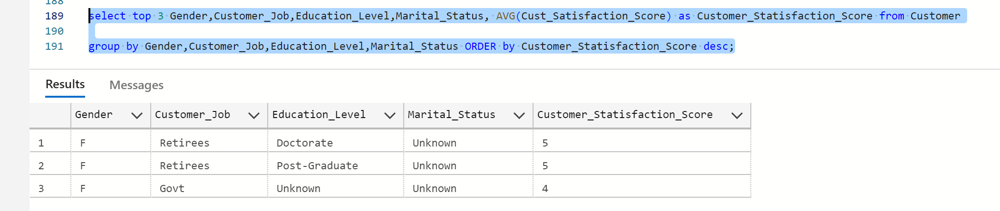 188
189 select top 3 Gender,Customer_Job,Education_Level,Marital_Status, AVG(Cust_Satisfaction_Score) as Customer_Statisfaction_Score from Customer
190
191 group by Gender,Customer_Job,Education_Level,Marital_Status ORDER by Customer_Statisfaction_Score desc;
Results Messages
Gender Customer_Job Education_Level Marital_Status Customer_Statisfaction_Score
1 F Retirees Doctorate Unknown 5
2 F Retirees Post-Graduate Unknown 5
3 F Govt Unknown Unknown 4